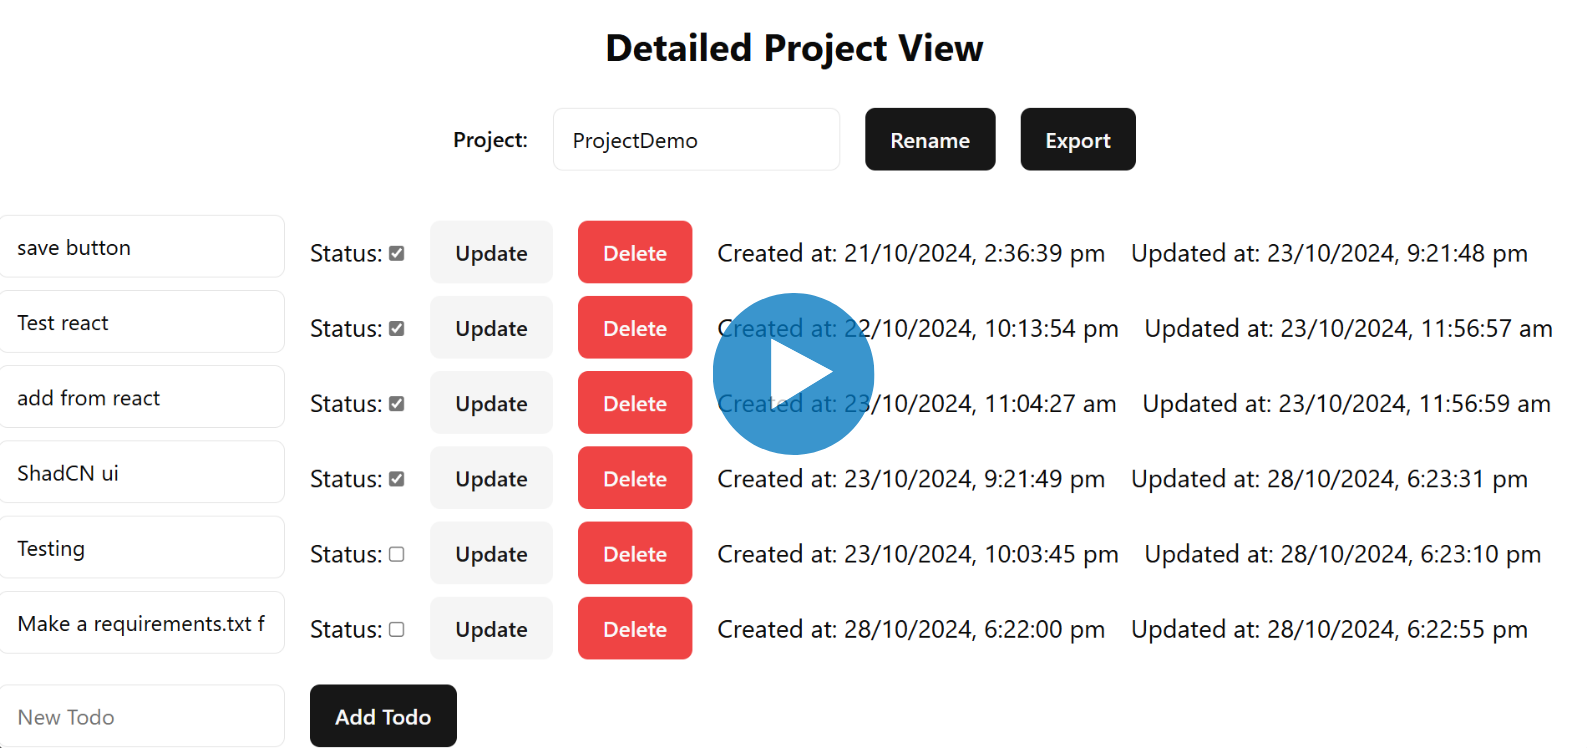 Detailed Project View
Project: ProjectDemo Rename Export
save button Status: Update Delete Created at: 21/10/2024, 2:36:39 pm Updated at: 23/10/2024, 9:21:48 pm
Test react Status: Update Delete Created at: 22/10/2024, 10:13:54 pm Updated at: 23/10/2024, 11:56:57 am
add from react Status: Update Delete Created at: 23/10/2024, 11:04:27 am Updated at: 23/10/2024, 11:56:59 am
ShadCN ui Status: Update Delete Created at: 23/10/2024, 9:21:49 pm Updated at: 28/10/2024, 6:23:31 pm
Testing Status: Update Delete Created at: 23/10/2024, 10:03:45 pm Updated at: 28/10/2024, 6:23:10 pm
Make a requirements.txt f Status: Update Delete Created at: 28/10/2024, 6:22:00 pm Updated at: 28/10/2024, 6:22:55 pm
New Todo Add Todo